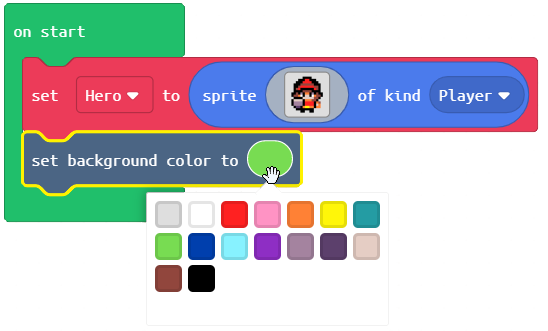 on start
set Hero to sprite of kind Player
set background color to